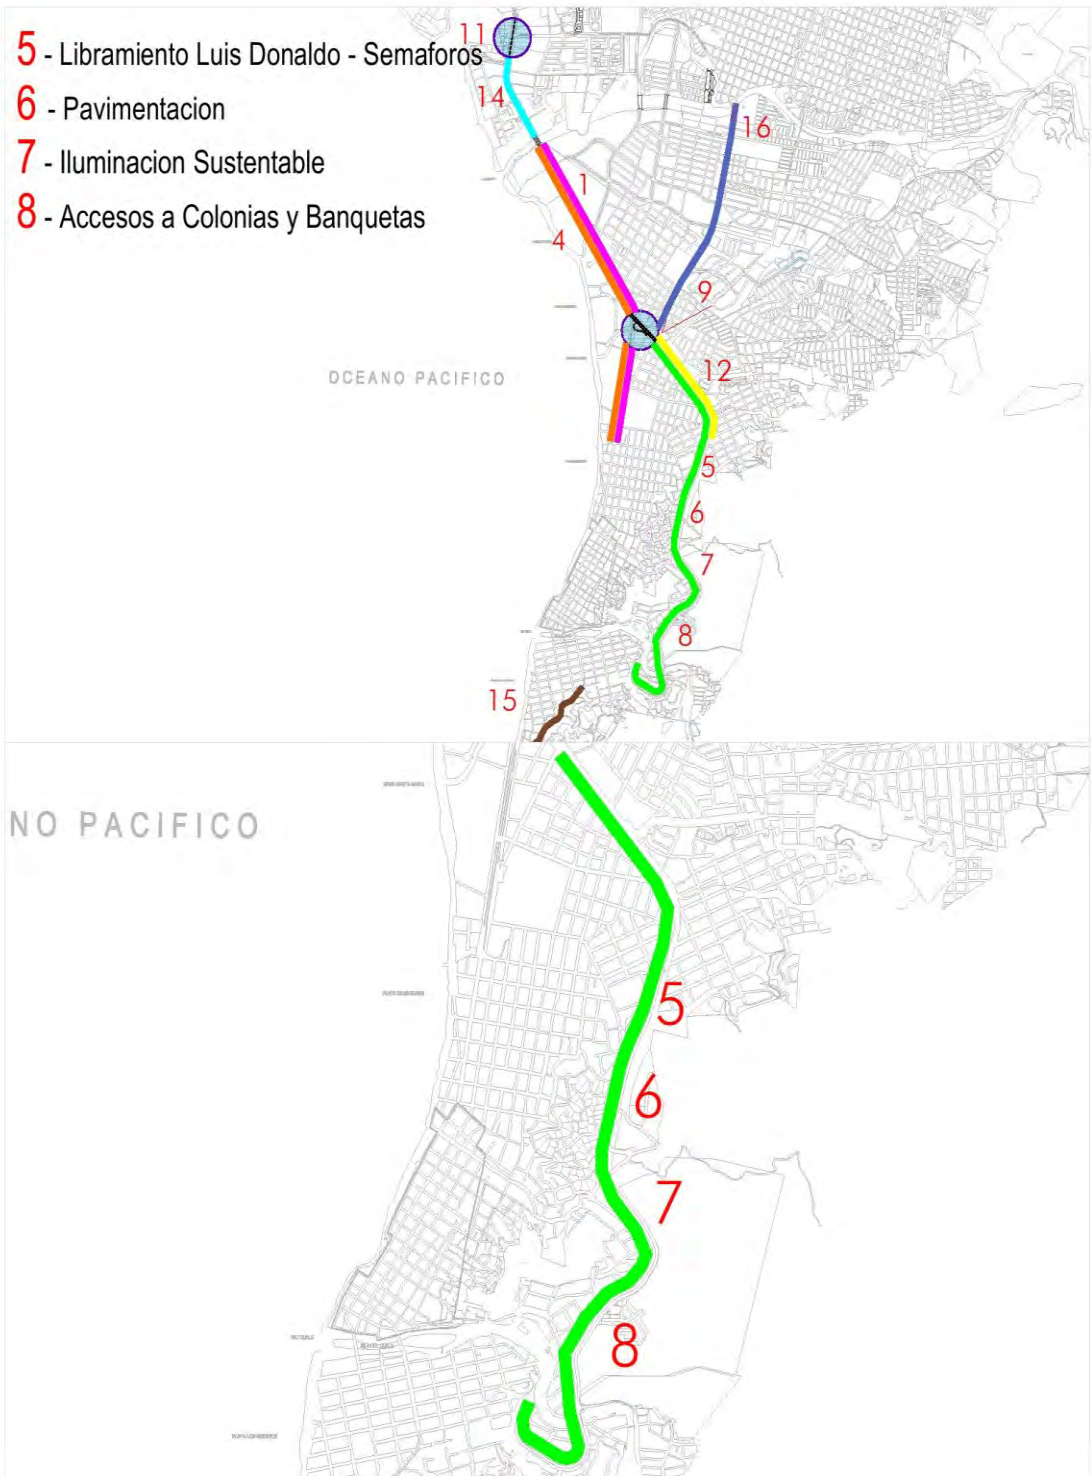 5 - Libramiento Luis Donaldo - Semaforos
6 - Pavimentacion
7 - Iluminacion Sustentable
8 - Accesos a Colonias y Banquetas
11
14
16
1
4
9
OCEANO PACIFICO
12
5
6
7
8
15
NO PACIFICO
5
6
7
8